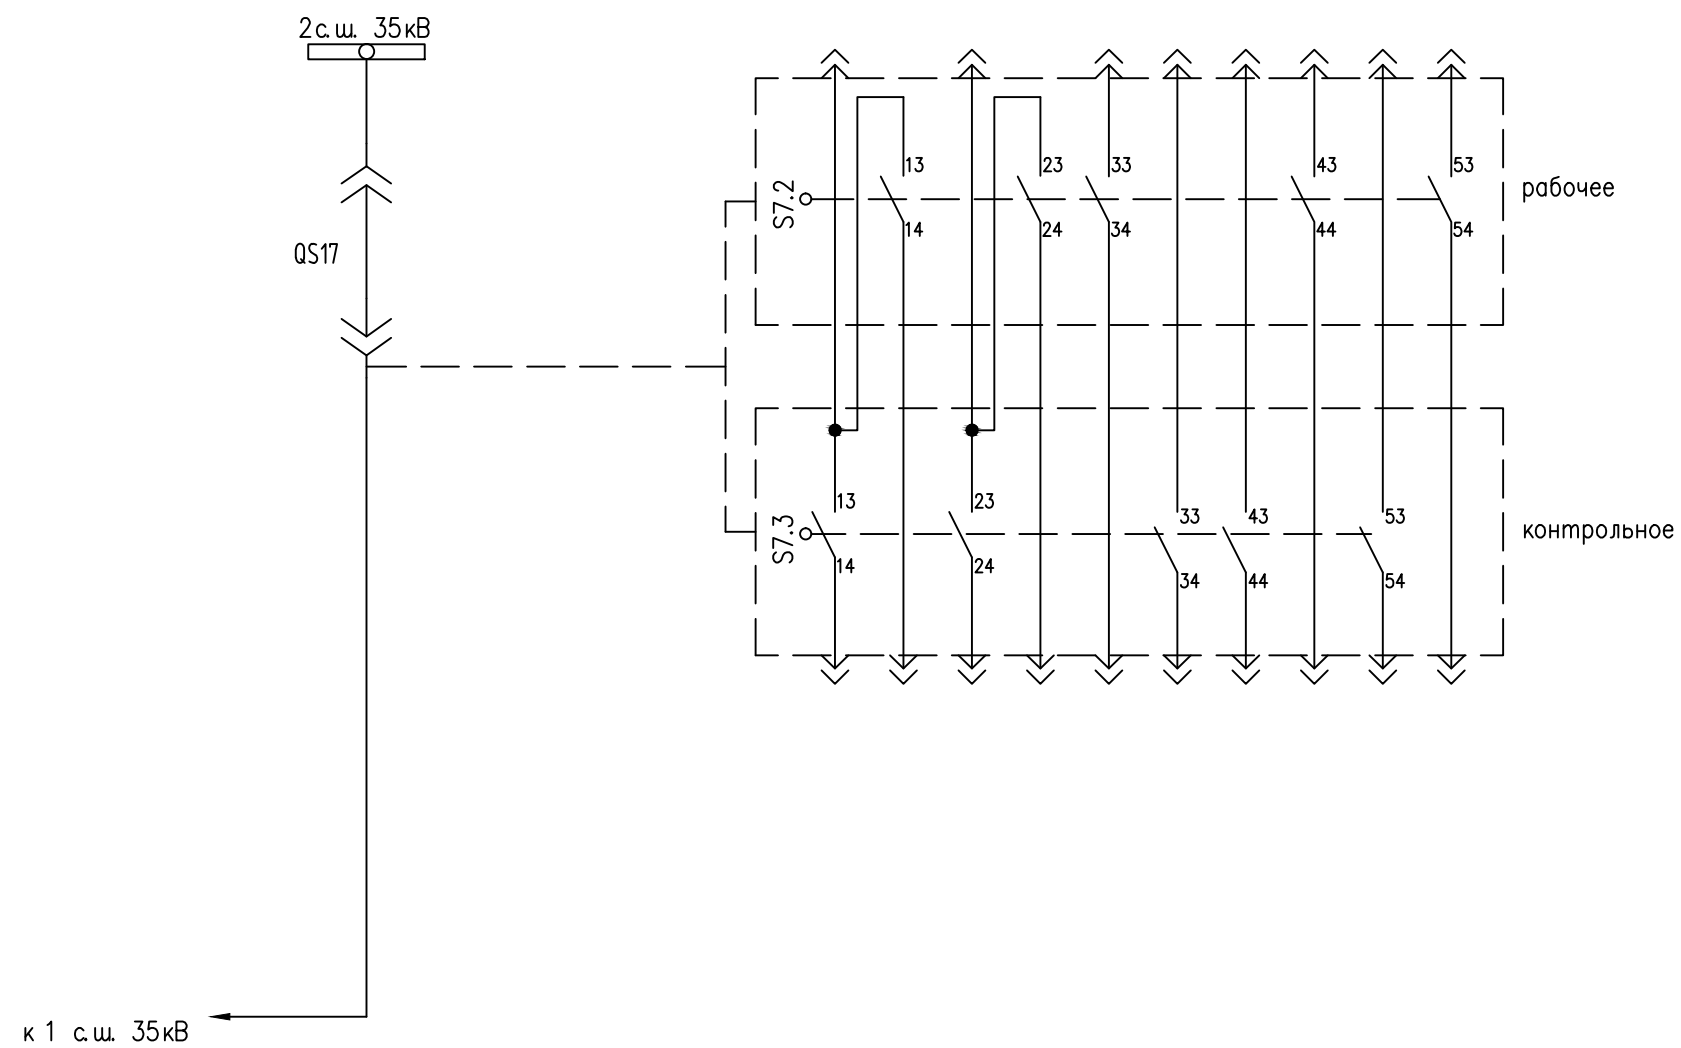 2с.ш. 35кВ
13 23 33 43 53
S7.2
рабочее
14 24 34 44 54
QS17
13 23 33 43 53
S7.3
контрольное
14 24 34 44 54
к 1 с.ш. 35кВ